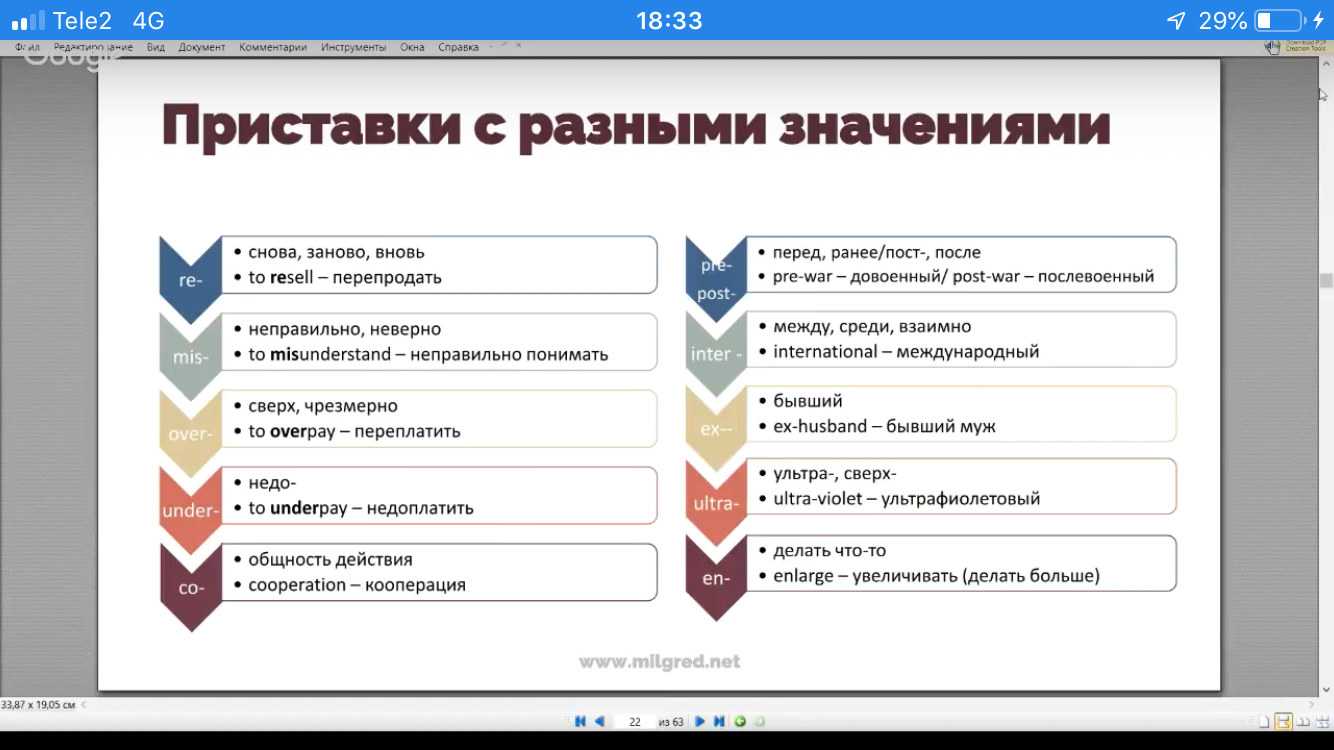 Tele2 4G 18:33 29%
Файл Редактирование Вид Документ Комментарии Инструменты Окна Справка
Download PDF
Creation Tools
Google
Приставки с разными значениями
re-
• снова, заново, вновь
• to resell – перепродать
mis-
• неправильно, неверно
• to misunderstand – неправильно понимать
over-
• сверх, чрезмерно
• to overpay – переплатить
under-
• недо-
• to underpay – недоплатить
co-
• общность действия
• cooperation – кооперация
pre-
post-
• перед, ранее/пост-, после
• pre-war – довоенный/ post-war – послевоенный
inter -
• между, среди, взаимно
• international – международный
ex--
• бывший
• ex-husband – бывший муж
ultra-
• ультра-, сверх-
• ultra-violet – ультрафиолетовый
en-
• делать что-то
• enlarge – увеличивать (делать больше)
www.milgred.net
33,87 x 19,05 см
22 из 63